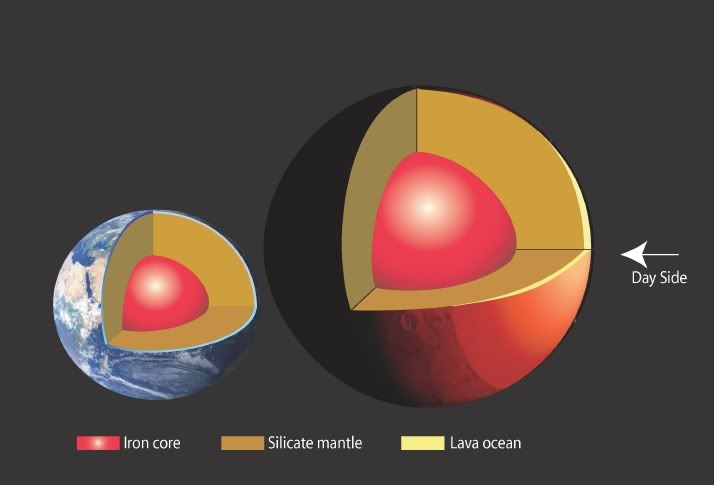 Day Side
Iron core
Silicate mantle
Lava ocean